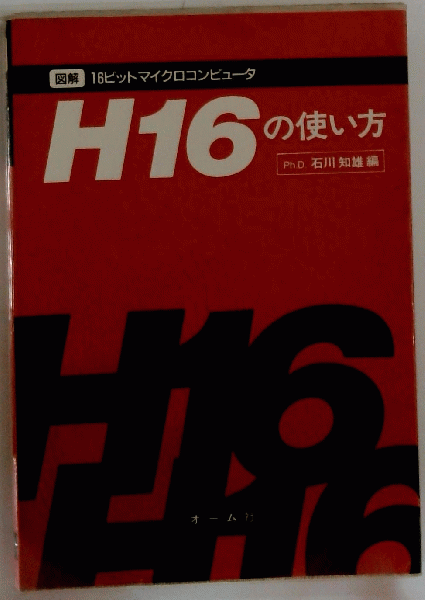 図解 16ビットマイクロコンピュータ
H16の使い方
Ph.D. 石川 知雄 編
H16
H16
オーム社